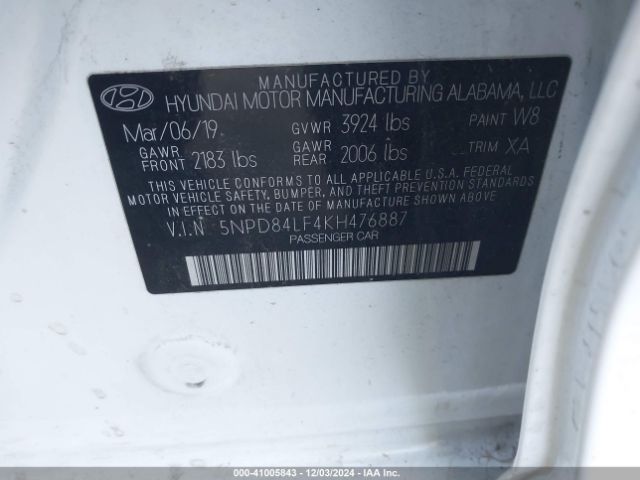 MANUFACTURED BY
HYUNDAI MOTOR MANUFACTURING ALABAMA, LLC
Mar/06/19 GVWR 3924 lbs PAINT W8
GAWR FRONT 2183 lbs GAWR REAR 2006 lbs TRIM XA
THIS VEHICLE CONFORMS TO ALL APPLICABLE U.S.A. FEDERAL
MOTOR VEHICLE SAFETY, BUMPER, AND THEFT PREVENTION STANDARDS
IN EFFECT ON THE DATE OF MANUFACTURE SHOWN ABOVE.
V.I.N 5NPD84LF4KH476887
PASSENGER CAR
000-41005843 - 12/03/2024 - IAA Inc.